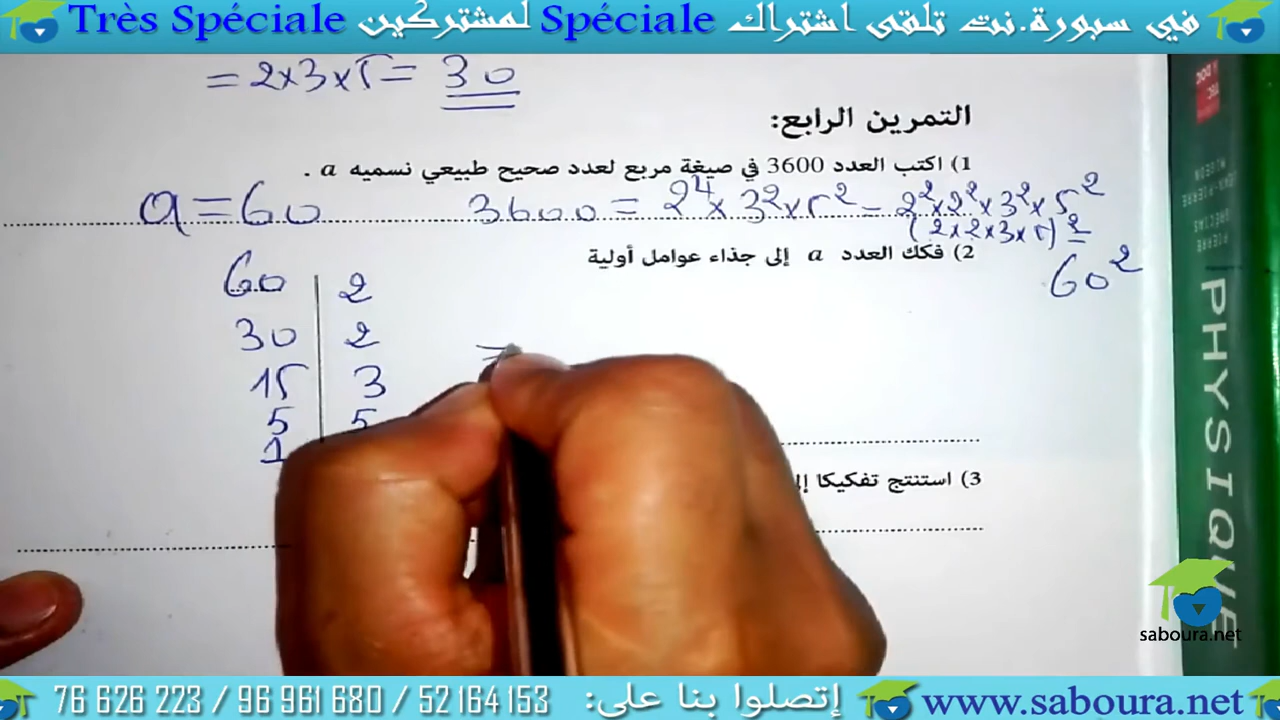 في سبورة.نت تلقى اشتراك Spéciale لمشتركين Très Spéciale
= 2×3×5 = 30
التمرين الرابع:
1) اكتب العدد 3600 في صيغة مربع لعدد صحيح طبيعي نسميه a .
a = 60 3600 = 2⁴ × 3² × 5² = 2² × 2² × 3² × 5²
(2×2×3×5)²
2) فكك العدد a إلى جذاء عوامل أولية
60²
60 | 2
30 | 2
15 | 3
5 | 5
1
=
3) استنتج تفكيكا
PHYSIQUE
saboura.net
76 626 223 / 96 961 680 / 52 164 153 إتصلوا بنا على: www.saboura.net